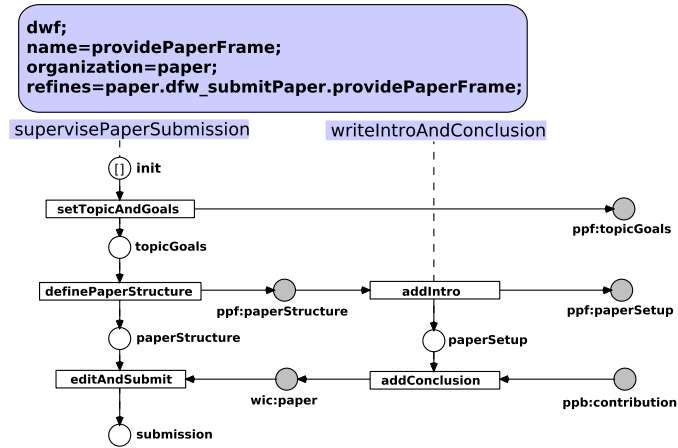 dwf;
name=providePaperFrame;
organization=paper;
refines=paper.dfw_submitPaper.providePaperFrame;
supervisePaperSubmission
writeIntroAndConclusion
[] init
setTopicAndGoals
ppf:topicGoals
topicGoals
definePaperStructure
addIntro
ppf:paperStructure
ppf:paperSetup
paperStructure
paperSetup
editAndSubmit
addConclusion
wic:paper
ppb:contribution
submission